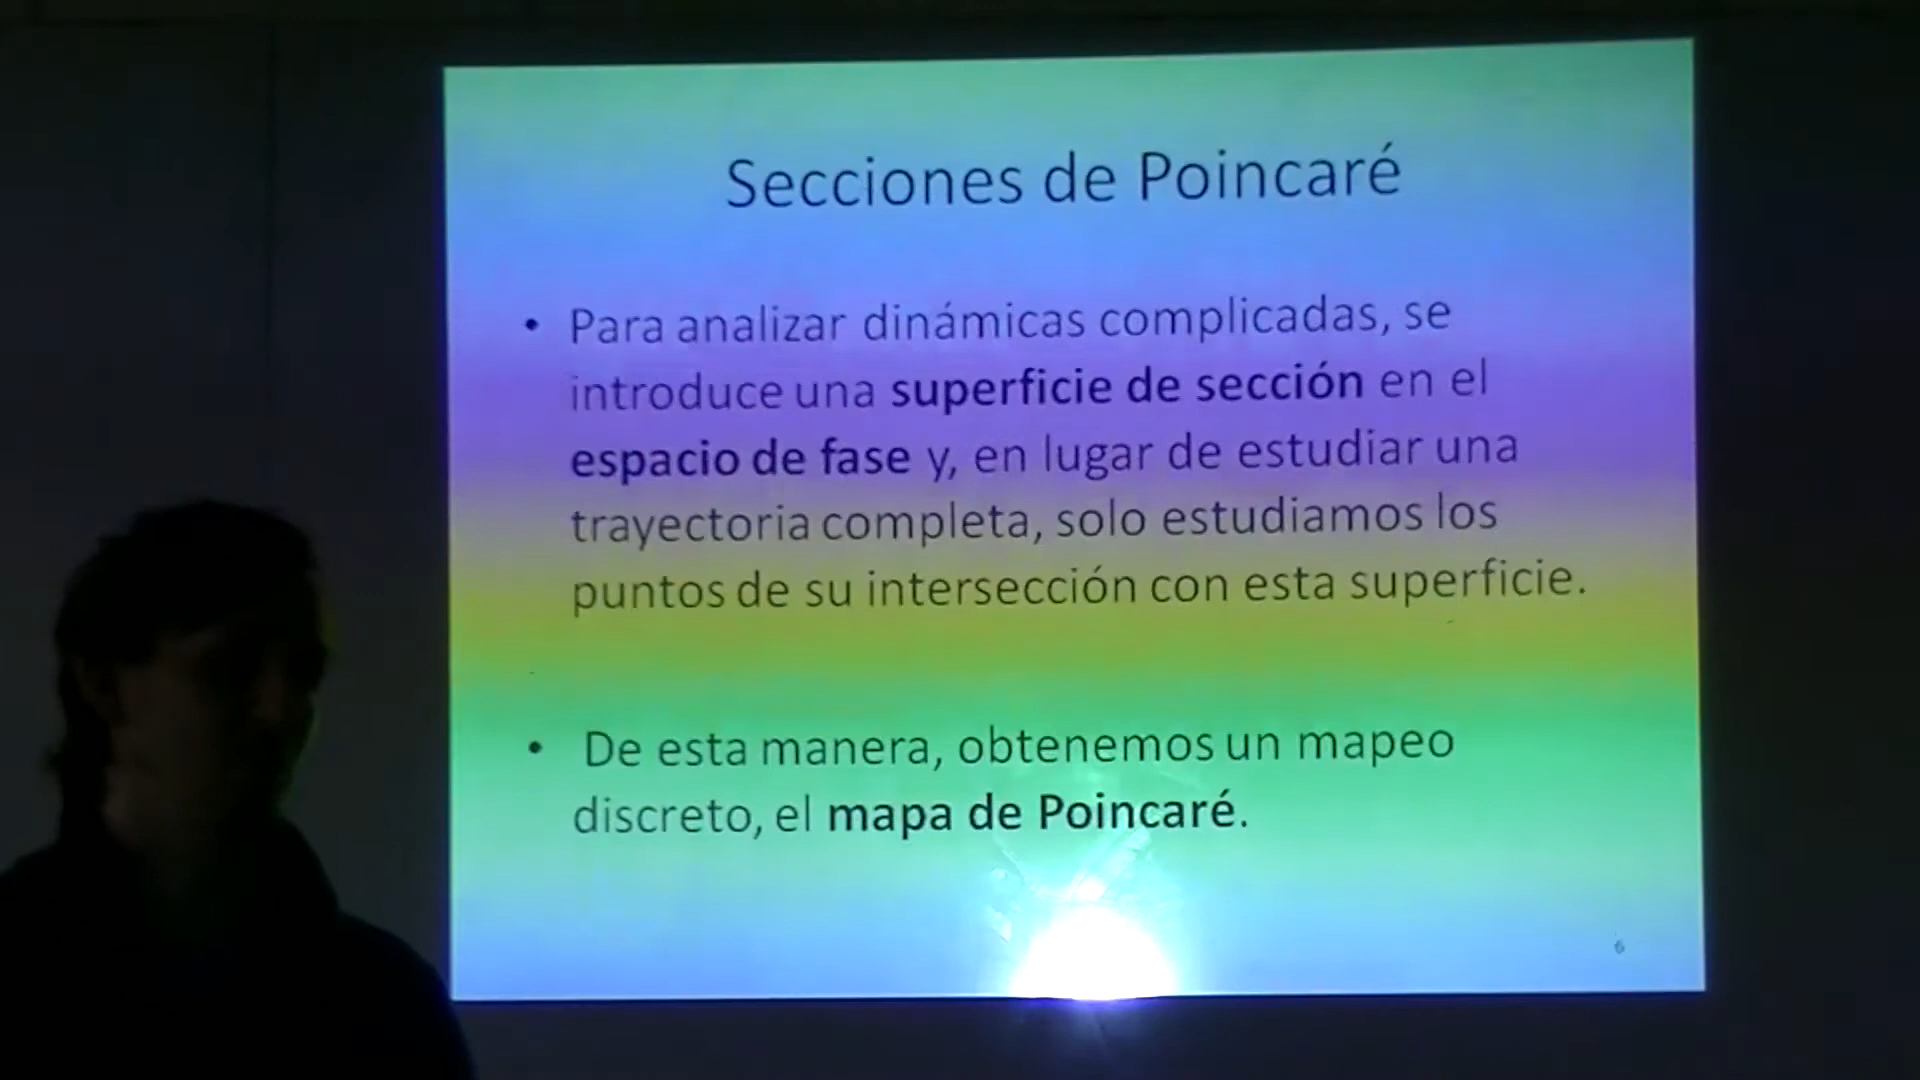 Secciones de Poincaré
• Para analizar dinámicas complicadas, se
introduce una superficie de sección en el
espacio de fase y, en lugar de estudiar una
trayectoria completa, solo estudiamos los
puntos de su intersección con esta superficie.
• De esta manera, obtenemos un mapeo
discreto, el mapa de Poincaré.
6